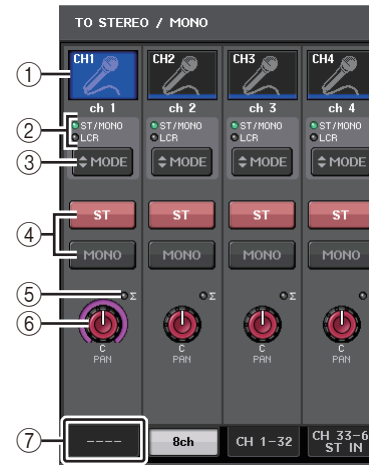 TO STEREO / MONO
CH1 CH2 CH3 CH4
ch 1 ch 2 ch 3 ch 4
① 
② ST/MONO ST/MONO ST/MONO ST/MONO
LCR LCR LCR LCR
③ MODE MODE MODE MODE
④ ST ST ST ST
MONO MONO MONO MONO
⑤ Σ Σ Σ
⑥ C C C C
PAN PAN PAN PAN
⑦ ---- 8ch CH 1-32 CH 33-6
ST IN